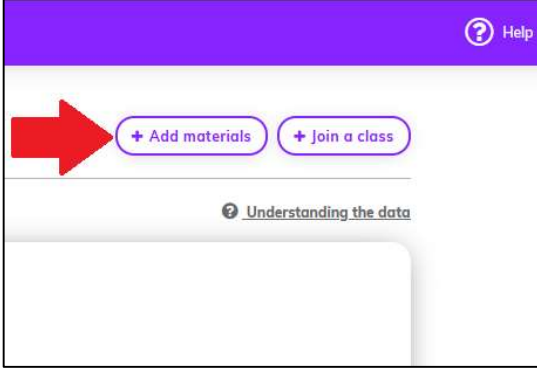 Help
+ Add materials
+ Join a class
Understanding the data